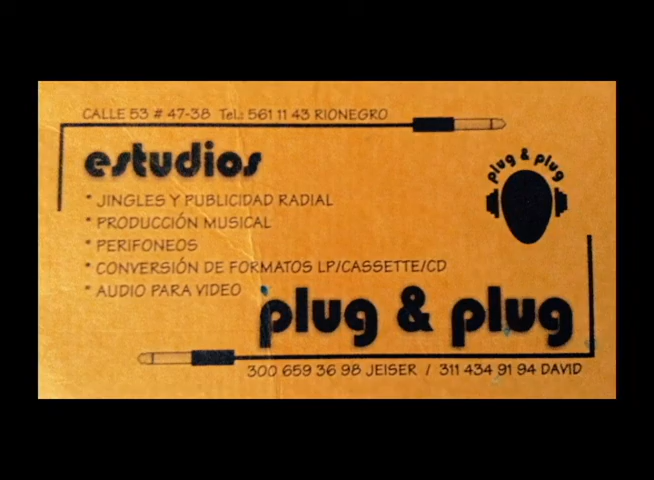 CALLE 53 # 47-38 Tel.: 561 11 43 RIONEGRO
estudios
plug & plug
* JINGLES Y PUBLICIDAD RADIAL
* PRODUCCIÓN MUSICAL
* PERIFONEOS
* CONVERSIÓN DE FORMATOS LP/CASSETTE/CD
* AUDIO PARA VIDEO
plug & plug
300 659 36 98 JEISER / 311 434 91 94 DAVID